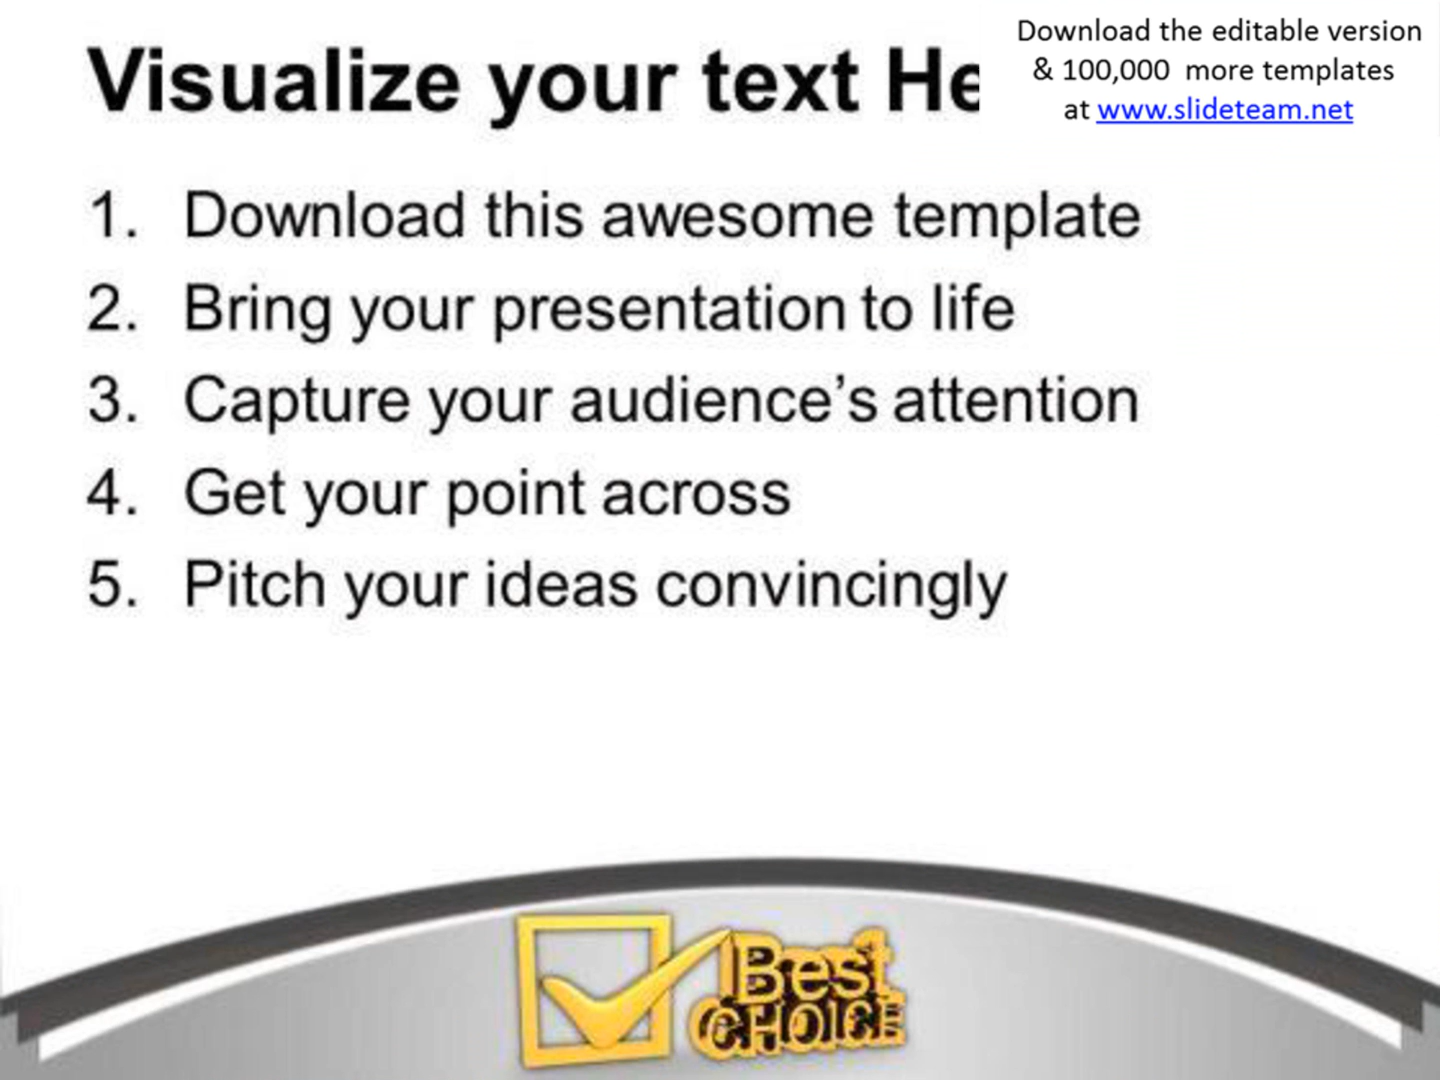 Visualize your text He
Download the editable version
& 100,000 more templates
at www.slideteam.net
1. Download this awesome template
2. Bring your presentation to life
3. Capture your audience’s attention
4. Get your point across
5. Pitch your ideas convincingly
Best
CHOICE